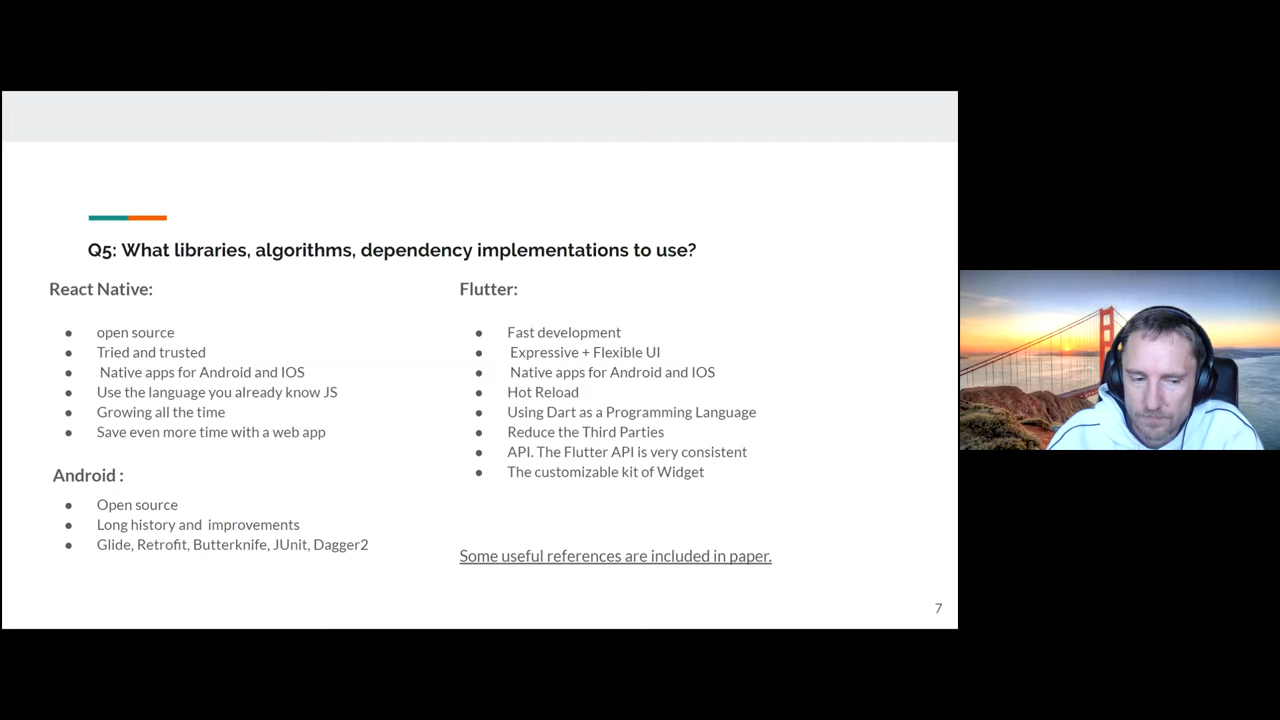 Q5: What libraries, algorithms, dependency implementations to use?
React Native:
● open source
● Tried and trusted
● Native apps for Android and IOS
● Use the language you already know JS
● Growing all the time
● Save even more time with a web app
Android :
● Open source
● Long history and improvements
● Glide, Retrofit, Butterknife, JUnit, Dagger2
Flutter:
● Fast development
● Expressive + Flexible UI
● Native apps for Android and IOS
● Hot Reload
● Using Dart as a Programming Language
● Reduce the Third Parties
● API. The Flutter API is very consistent
● The customizable kit of Widget
Some useful references are included in paper.
7